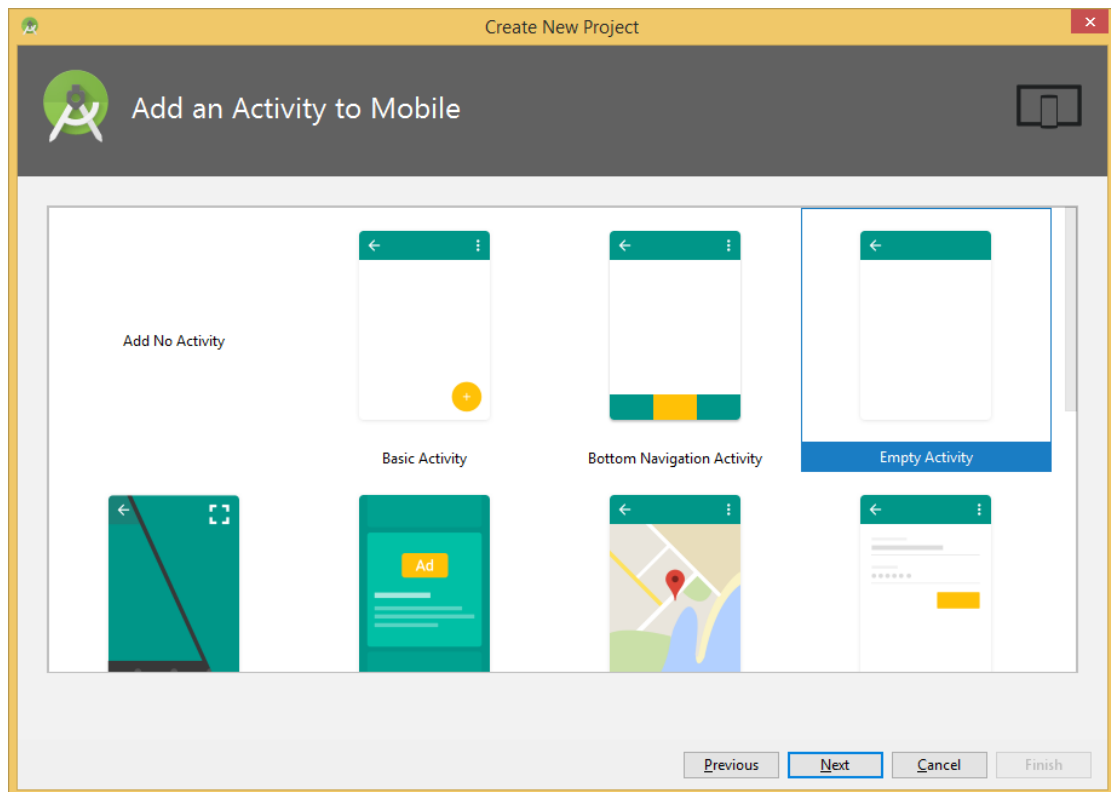 Create New Project
Add an Activity to Mobile
Add No Activity
Basic Activity
Bottom Navigation Activity
Empty Activity
Ad
Previous
Next
Cancel
Finish